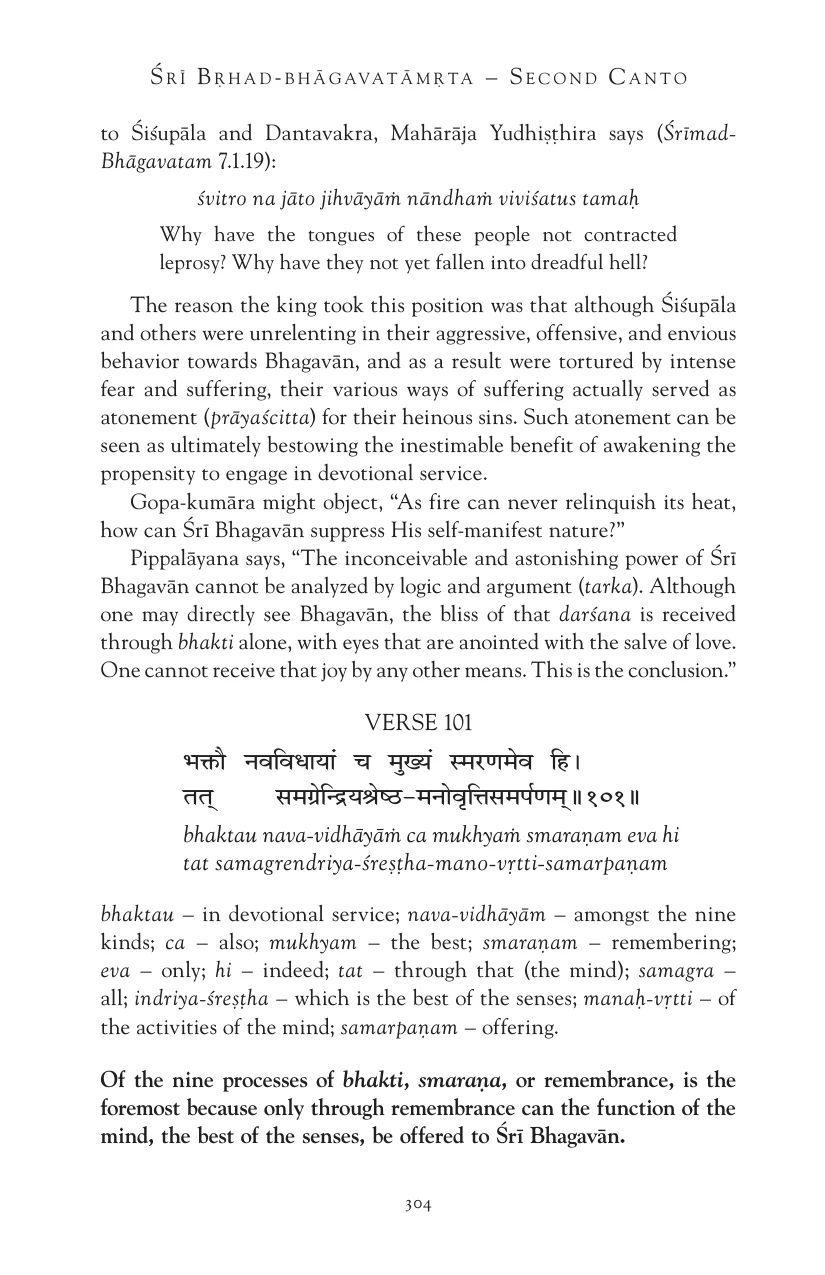 Śrī Bṛhad-bhāgavatāmṛta – Second Canto
to Śiśupāla and Dantavakra, Mahārāja Yudhiṣṭhira says (Śrīmad-
Bhāgavatam 7.1.19):
śvitro na jāto jihvāyāṁ nāndhaṁ viviśatus tamaḥ
Why have the tongues of these people not contracted
leprosy? Why have they not yet fallen into dreadful hell?
The reason the king took this position was that although Śiśupāla
and others were unrelenting in their aggressive, offensive, and envious
behavior towards Bhagavān, and as a result were tortured by intense
fear and suffering, their various ways of suffering actually served as
atonement (prāyaścitta) for their heinous sins. Such atonement can be
seen as ultimately bestowing the inestimable benefit of awakening the
propensity to engage in devotional service.
Gopa-kumāra might object, “As fire can never relinquish its heat,
how can Śrī Bhagavān suppress His self-manifest nature?”
Pippalāyana says, “The inconceivable and astonishing power of Śrī
Bhagavān cannot be analyzed by logic and argument (tarka). Although
one may directly see Bhagavān, the bliss of that darśana is received
through bhakti alone, with eyes that are anointed with the salve of love.
One cannot receive that joy by any other means. This is the conclusion.”
VERSE 101
भक्तौ नवविधायां च मुख्यं स्मरणमेव हि।
तत् समग्रेन्द्रियश्रेष्ठ-मनोवृत्तिसमर्पणम्॥१०१॥
bhaktau nava-vidhāyāṁ ca mukhyaṁ smaraṇam eva hi
tat samagrendriya-śreṣṭha-mano-vṛtti-samarpaṇam
bhaktau – in devotional service; nava-vidhāyām – amongst the nine
kinds; ca – also; mukhyam – the best; smaraṇam – remembering;
eva – only; hi – indeed; tat – through that (the mind); samagra –
all; indriya-śreṣṭha – which is the best of the senses; manaḥ-vṛtti – of
the activities of the mind; samarpaṇam – offering.
Of the nine processes of bhakti, smaraṇa, or remembrance, is the
foremost because only through remembrance can the function of the
mind, the best of the senses, be offered to Śrī Bhagavān.
304